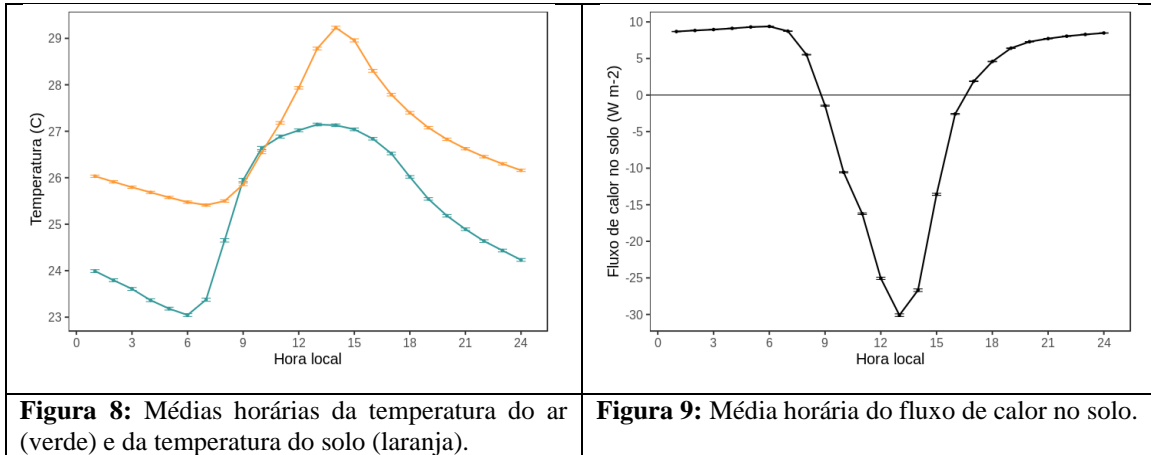 Temperatura (C)
29
28
27
26
25
24
23
0 3 6 9 12 15 18 21 24
Hora local
Figura 8: Médias horárias da temperatura do ar
(verde) e da temperatura do solo (laranja).
Fluxo de calor no solo (W m-2)
10
5
0
-5
-10
-15
-20
-25
-30
0 3 6 9 12 15 18 21 24
Hora local
Figura 9: Média horária do fluxo de calor no solo.